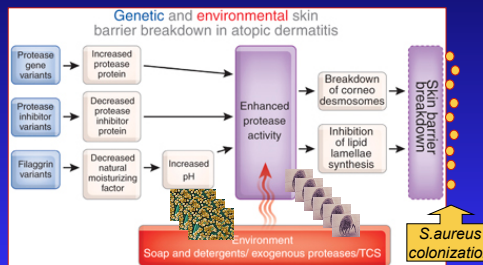 Genetic and environmental skin
barrier breakdown in atopic dermatitis
Protease
gene
variants
Increased
protease
protein
Protease
inhibitor
variants
Decreased
protease
inhibitor
protein
Filaggrin
variants
Decreased
natural
moisturizing
factor
Increased
pH
Enhanced
protease
activity
Breakdown
of corneo
desmosomes
Inhibition
of lipid
lamellae
synthesis
Skin barrier
breakdown
Environment
Soap and detergents/ exogenous proteases/TCS
S.aureus
colonizatio